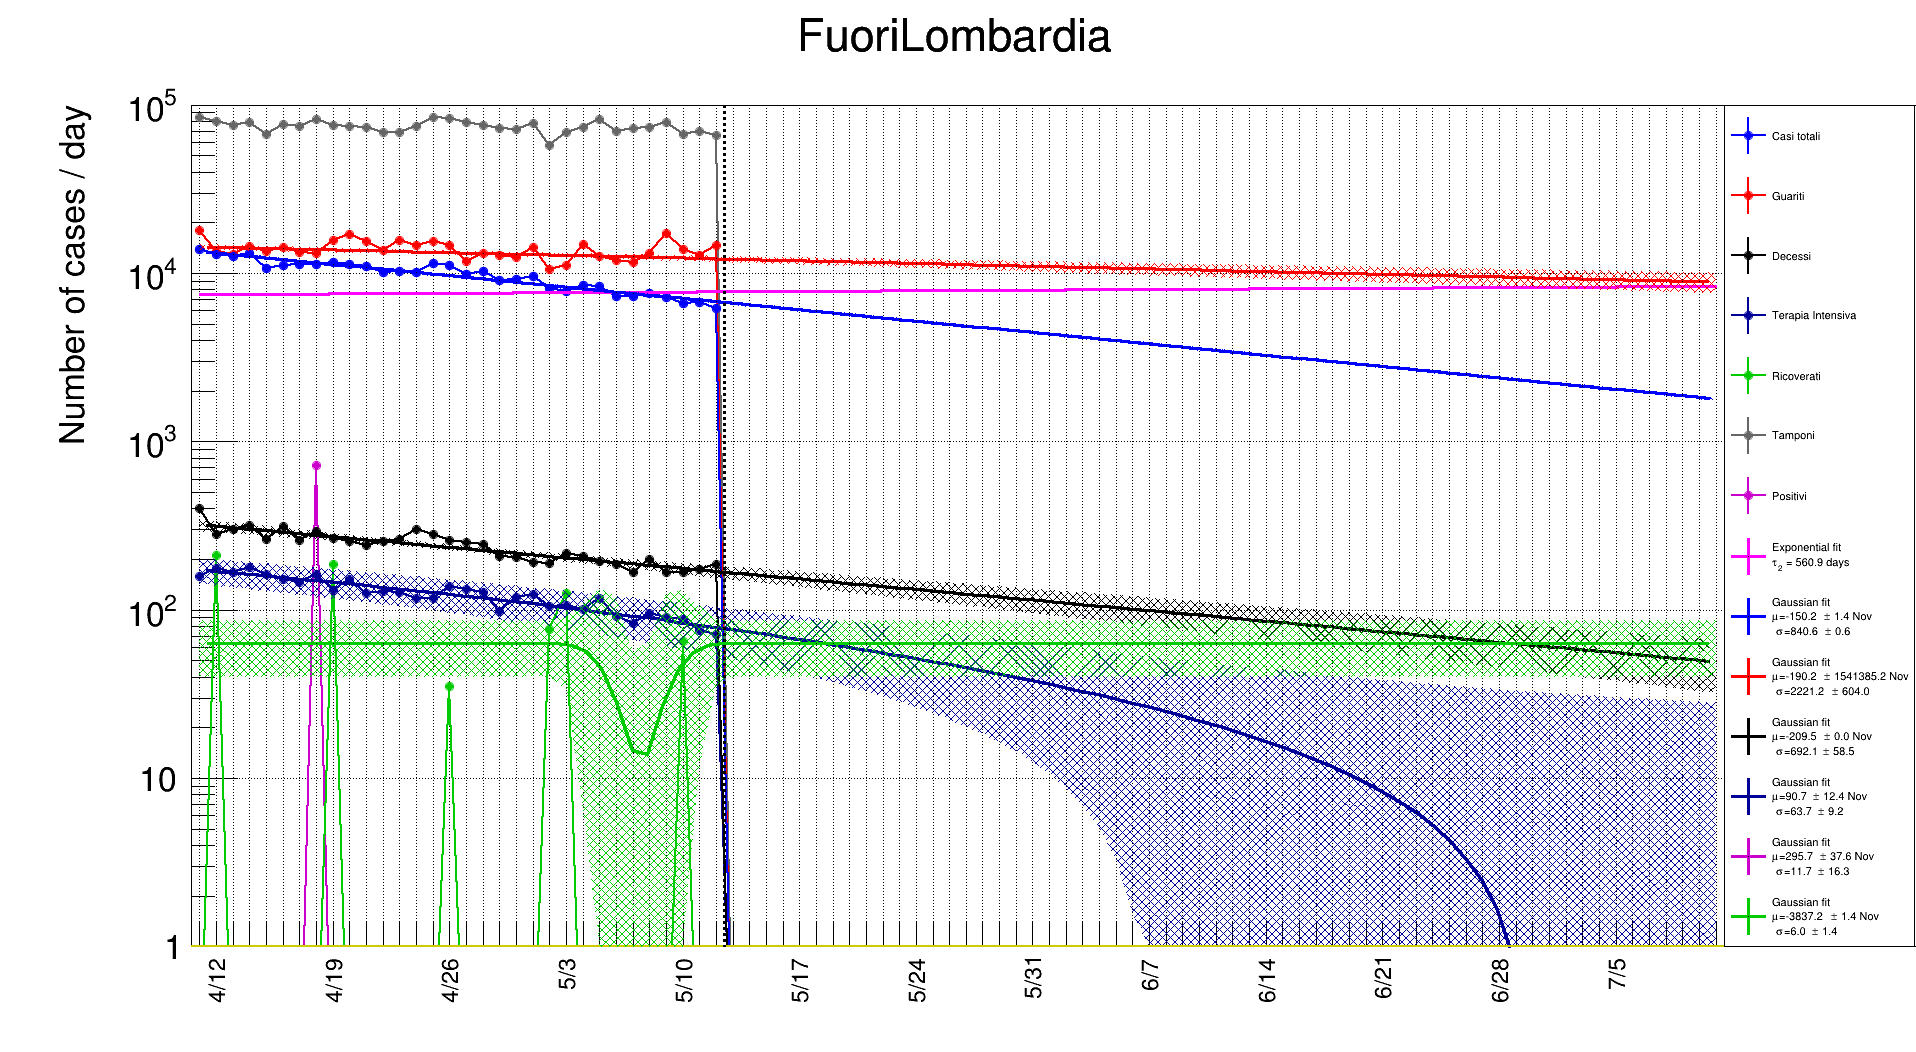 FuoriLombardia
Number of cases / day
10^5
10^4
10^3
10^2
10
1
4/12
4/19
4/26
5/3
5/10
5/17
5/24
5/31
6/7
6/14
6/21
6/28
7/5
Casi totali
Guariti
Decessi
Terapia Intensiva
Ricoverati
Tamponi
Positivi
Exponential fit
τ2 = 560.9 days
Gaussian fit
μ=-150.2 ± 1.4 Nov
σ=840.6 ± 0.6
Gaussian fit
μ=-190.2 ± 1541385.2 Nov
σ=2221.2 ± 604.0
Gaussian fit
μ=-209.5 ± 0.0 Nov
σ=692.1 ± 58.5
Gaussian fit
μ=90.7 ± 12.4 Nov
σ=63.7 ± 9.2
Gaussian fit
μ=295.7 ± 37.6 Nov
σ=11.7 ± 16.3
Gaussian fit
μ=-3837.2 ± 1.4 Nov
σ=6.0 ± 1.4